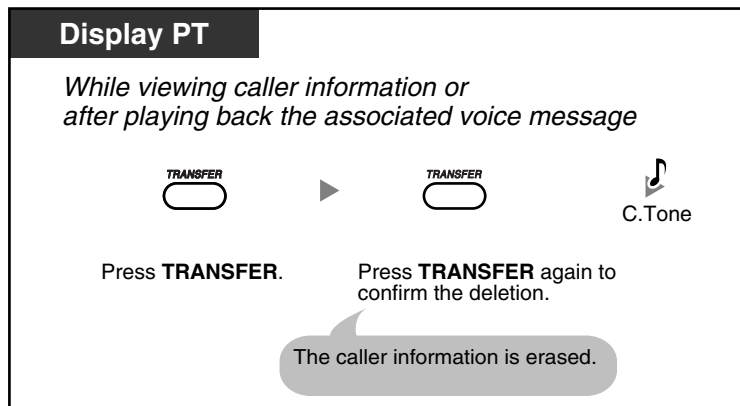 Display PT
While viewing caller information or
after playing back the associated voice message
TRANSFER
TRANSFER
C.Tone
Press TRANSFER.
Press TRANSFER again to
confirm the deletion.
The caller information is erased.